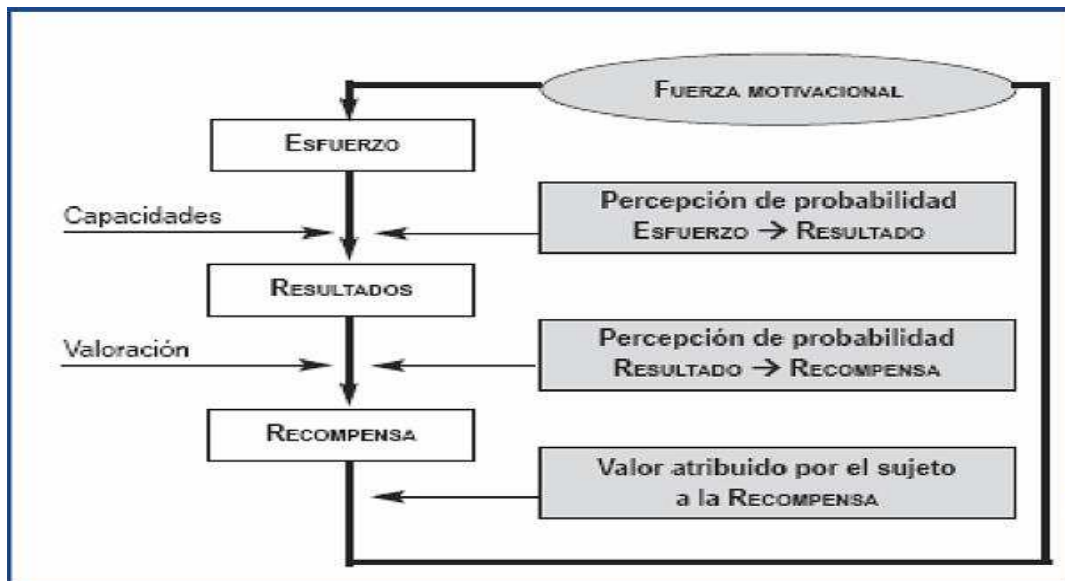 FUERZA MOTIVACIONAL
ESFUERZO
Capacidades
Percepción de probabilidad
ESFUERZO → RESULTADO
RESULTADOS
Valoración
Percepción de probabilidad
RESULTADO → RECOMPENSA
RECOMPENSA
Valor atribuido por el sujeto
a la RECOMPENSA